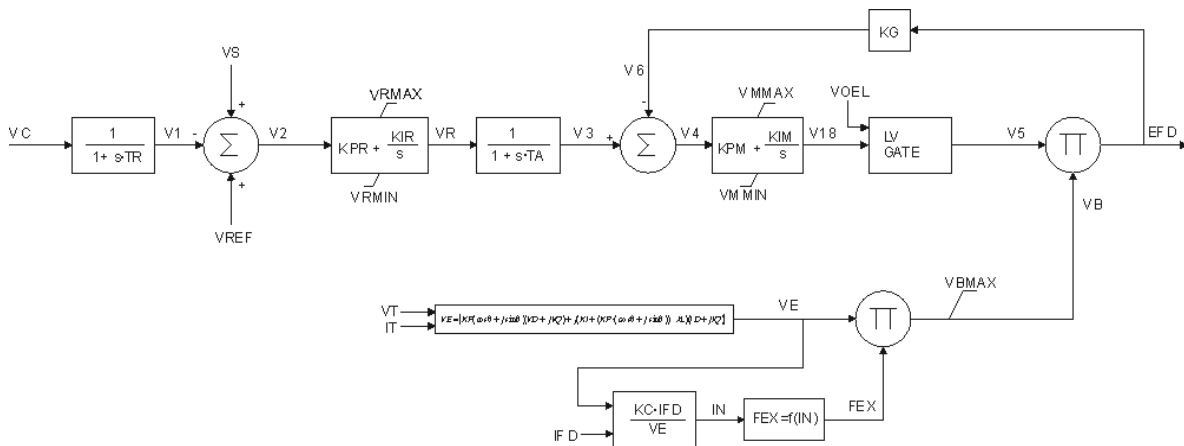 KG
VS
V6
VRMAX
VMMAX
VOEL
VC
1
1+ s·TR
V1
-
+
Σ
+
V2
KPR + KIR
s
VR
1
1 + s·TA
V3
+
-
Σ
V4
KPM + KIM
s
V18
LV
GATE
V5
∏
EFD
VRMIN
VMMIN
VREF
VB
VT
IT
VE
∏
VBMAX
KC·IFD
VE
IFD
IN
FEX=f(IN)
FEX